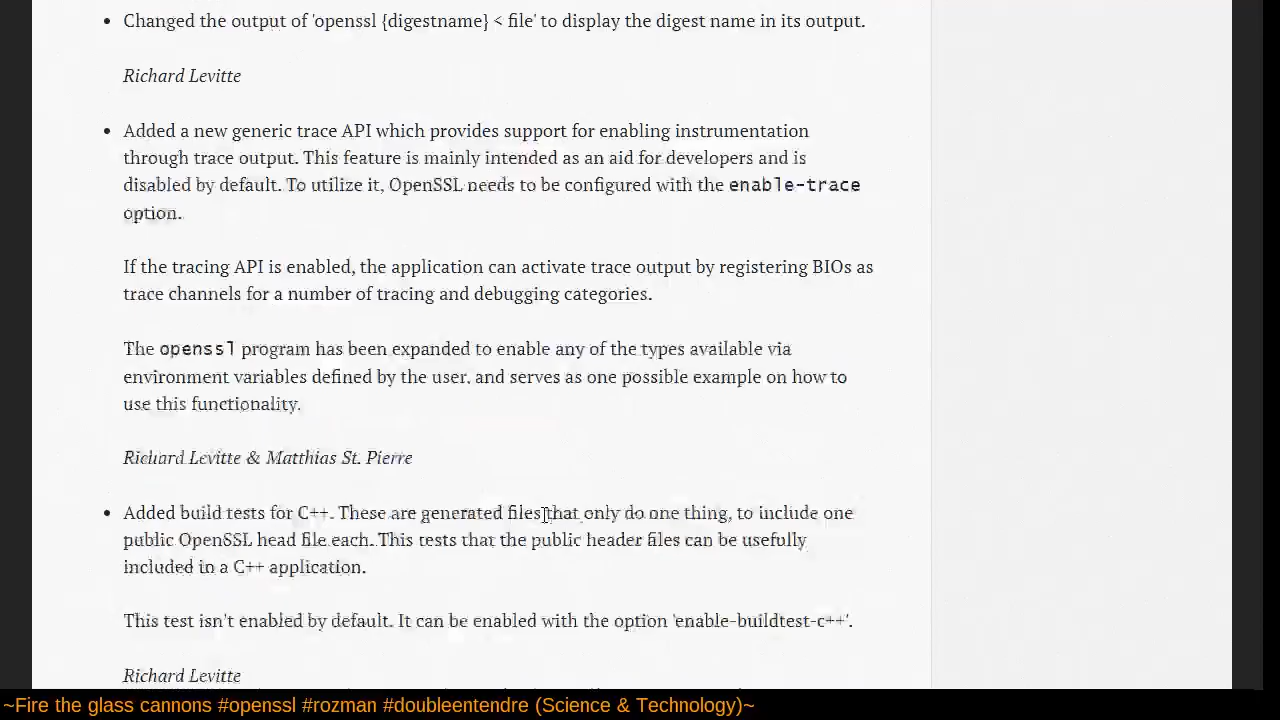 Changed the output of 'openssl {digestname} < file' to display the digest name in its output.
Richard Levitte
Added a new generic trace API which provides support for enabling instrumentation
through trace output. This feature is mainly intended as an aid for developers and is
disabled by default. To utilize it, OpenSSL needs to be configured with the enable-trace
option.
If the tracing API is enabled, the application can activate trace output by registering BIOs as
trace channels for a number of tracing and debugging categories.
The openssl program has been expanded to enable any of the types available via
environment variables defined by the user, and serves as one possible example on how to
use this functionality.
Richard Levitte & Matthias St. Pierre
Added build tests for C++. These are generated files that only do one thing, to include one
public OpenSSL head file each. This tests that the public header files can be usefully
included in a C++ application.
This test isn't enabled by default. It can be enabled with the option 'enable-buildtest-c++'.
Richard Levitte
~Fire the glass cannons #openssl #rozman #doubleentendre (Science & Technology)~